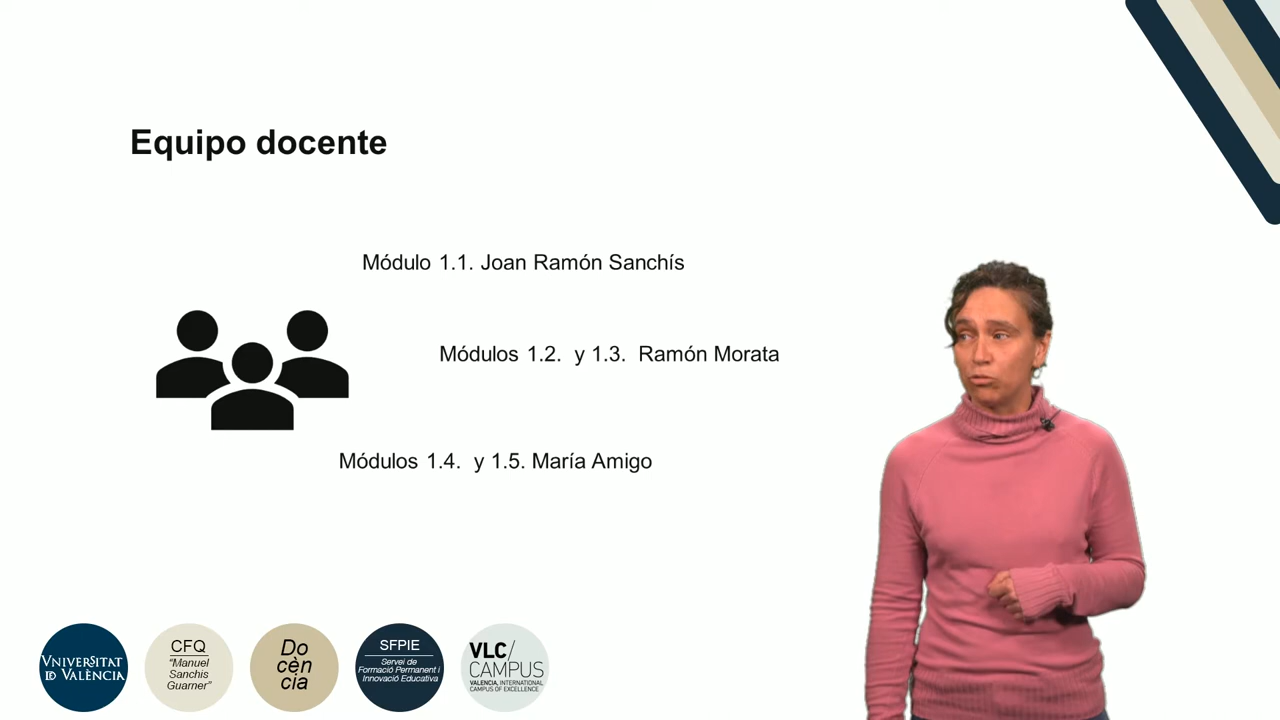 Equipo docente
Módulo 1.1. Joan Ramón Sanchís
Módulos 1.2.  y 1.3.  Ramón Morata
Módulos 1.4.  y 1.5. María Amigo
VNIVERSITAT
ID VALÈNCIA
CFQ
"Manuel
Sanchis
Guarner"
Do
cèn
cia
SFPIE
Servei de
Formació Permanent i
Innovació Educativa
VLC/
CAMPUS
VALENCIA, INTERNATIONAL
CAMPUS OF EXCELLENCE